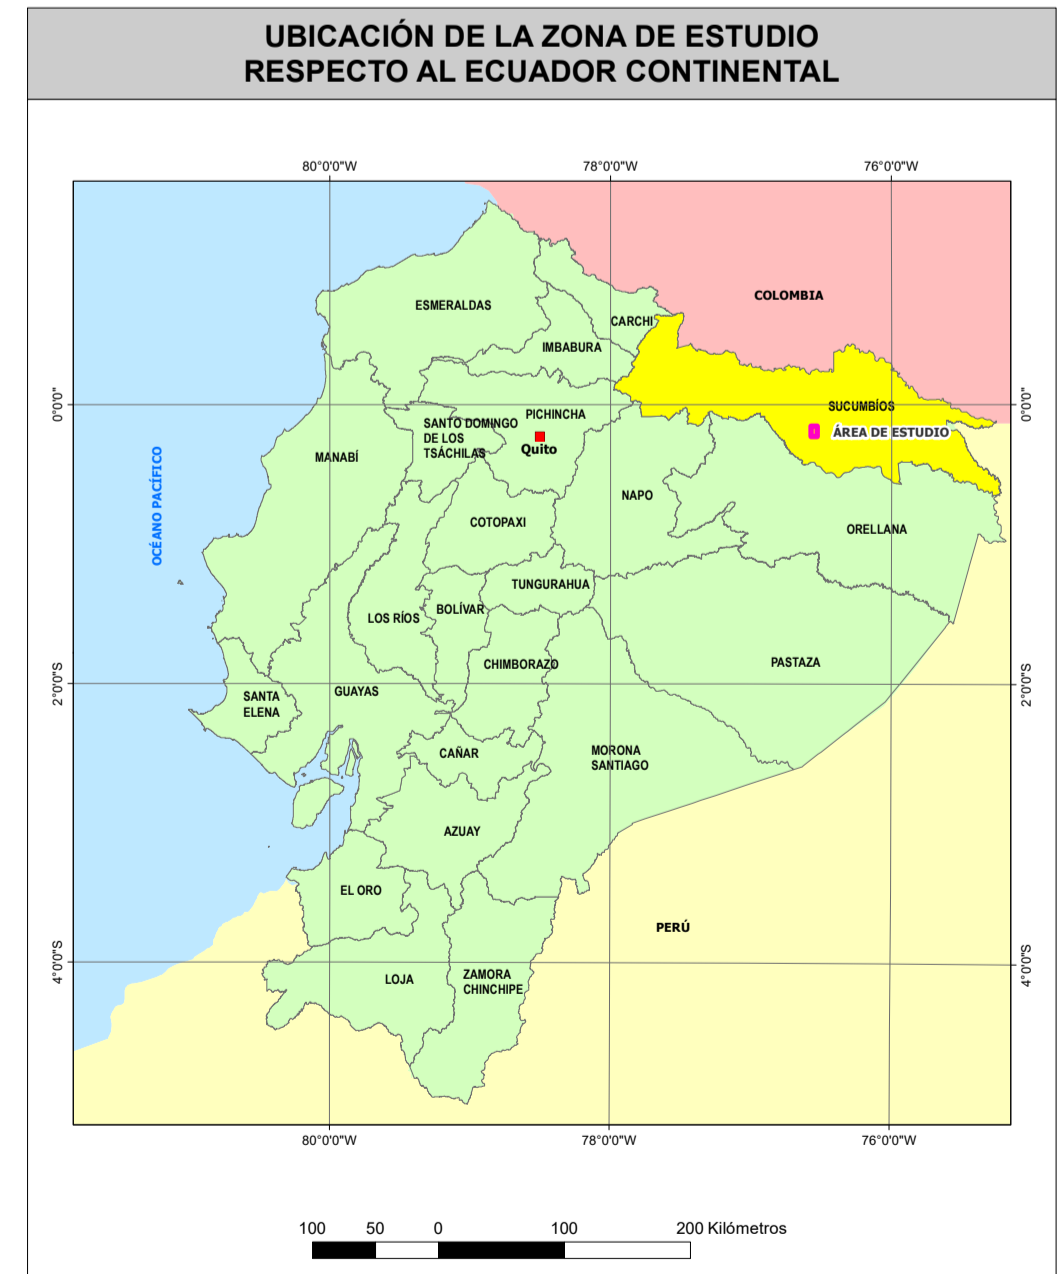 UBICACIÓN DE LA ZONA DE ESTUDIO
RESPECTO AL ECUADOR CONTINENTAL
80°0'0"W
78°0'0"W
76°0'0"W
COLOMBIA
ESMERALDAS
CARCHI
IMBABURA
0°0'0"
0°0'0"
SUCUMBÍOS
PICHINCHA
SANTO DOMINGO
DE LOS
TSÁCHILAS
ÁREA DE ESTUDIO
Quito
MANABÍ
OCÉANO PACÍFICO
NAPO
COTOPAXI
ORELLANA
TUNGURAHUA
BOLÍVAR
LOS RÍOS
CHIMBORAZO
PASTAZA
2°0'0"S
2°0'0"S
GUAYAS
SANTA
ELENA
CAÑAR
MORONA
SANTIAGO
AZUAY
EL ORO
PERÚ
4°0'0"S
4°0'0"S
LOJA
ZAMORA
CHINCHIPE
80°0'0"W
78°0'0"W
76°0'0"W
100 50 0 100 200 Kilómetros